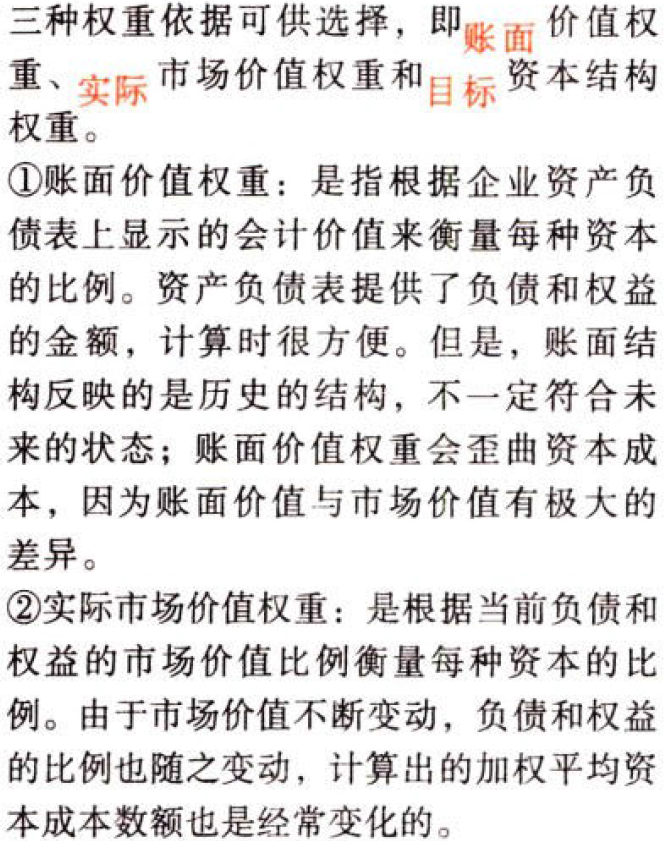 三种权重依据可供选择，即账面价值权
重、实际市场价值权重和目标资本结构
权重。
①账面价值权重：是指根据企业资产负
债表上显示的会计价值来衡量每种资本
的比例。资产负债表提供了负债和权益
的金额，计算时很方便。但是，账面结
构反映的是历史的结构，不一定符合未
来的状态；账面价值权重会歪曲资本成
本，因为账面价值与市场价值有极大的
差异。
②实际市场价值权重：是根据当前负债和
权益的市场价值比例衡量每种资本的比
例。由于市场价值不断变动，负债和权益
的比例也随之变动，计算出的加权平均资
本成本数额也是经常变化的。